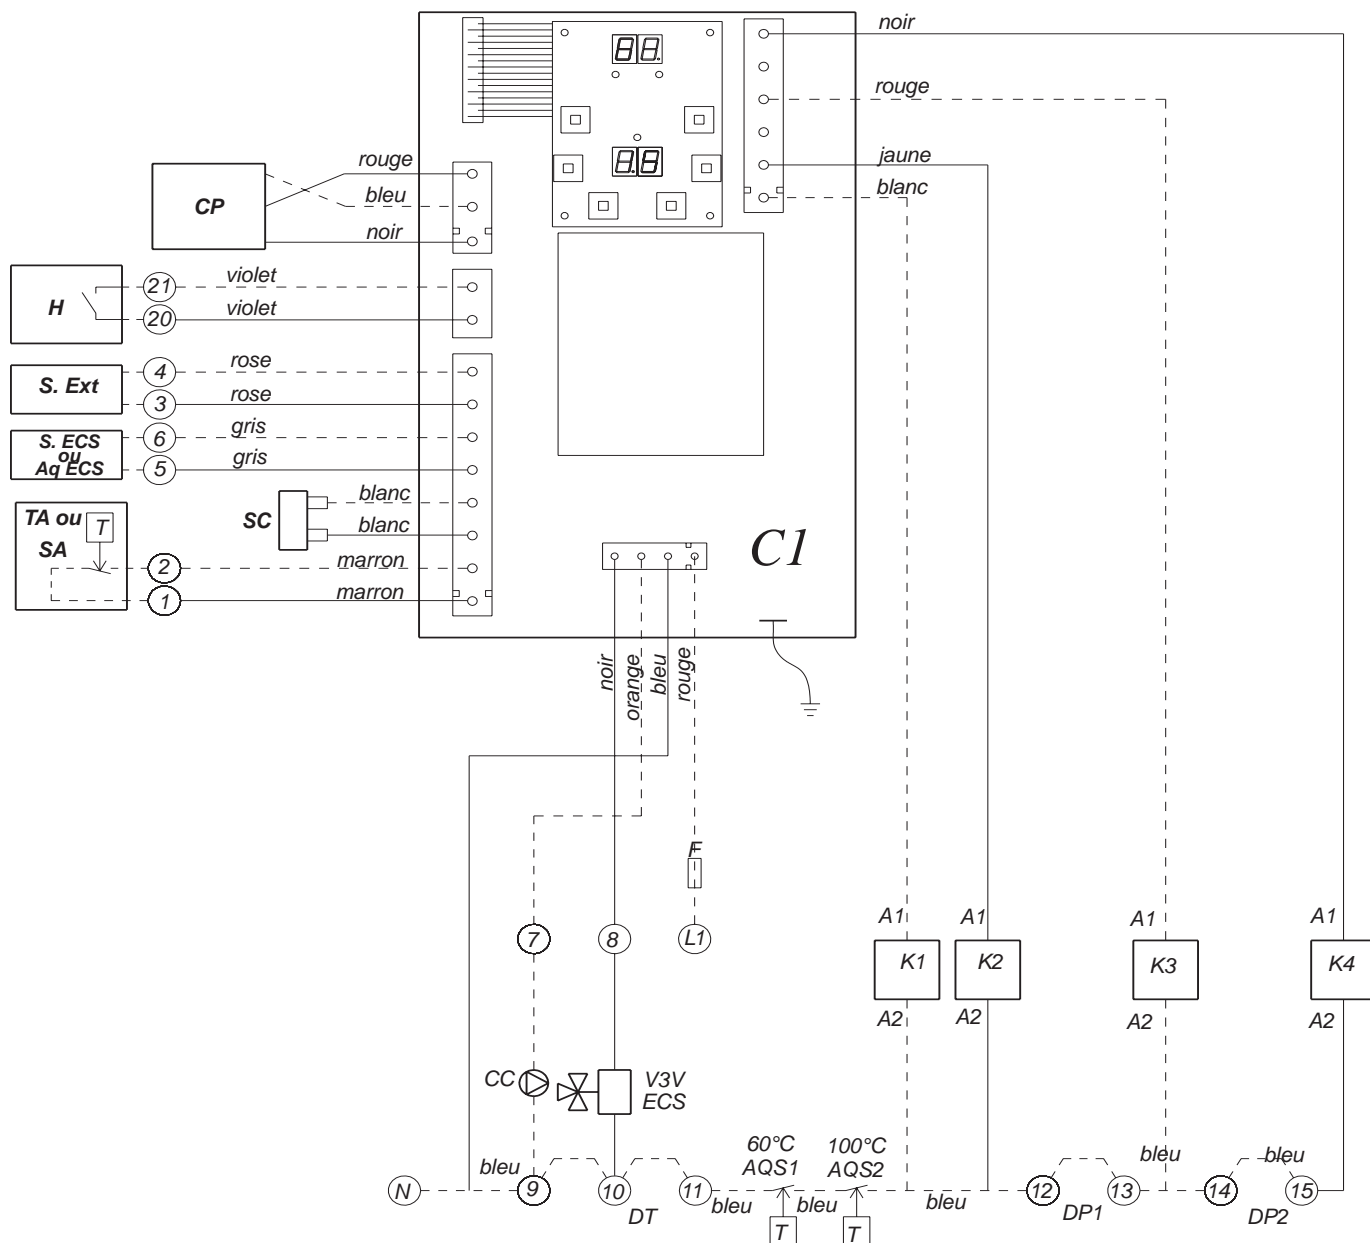 noir
rouge
jaune
blanc
8 8.
8.8
rouge
bleu
noir
CP
H
21
violet
20
violet
S. Ext
4
rose
3
rose
S. ECS
ou
Aq ECS
6
gris
5
gris
SC
blanc
blanc
TA ou
SA
T
2
marron
1
marron
C1
noir
orange
bleu
rouge
F
7
8
L1
A1
A1
A1
A1
K1
K2
K3
K4
A2
A2
A2
A2
CC
V3V
ECS
60°C
AQS1
100°C
AQS2
N
bleu
9
10
11
DT
bleu
bleu
bleu
T
T
12
13
DP1
bleu
14
15
bleu
DP2